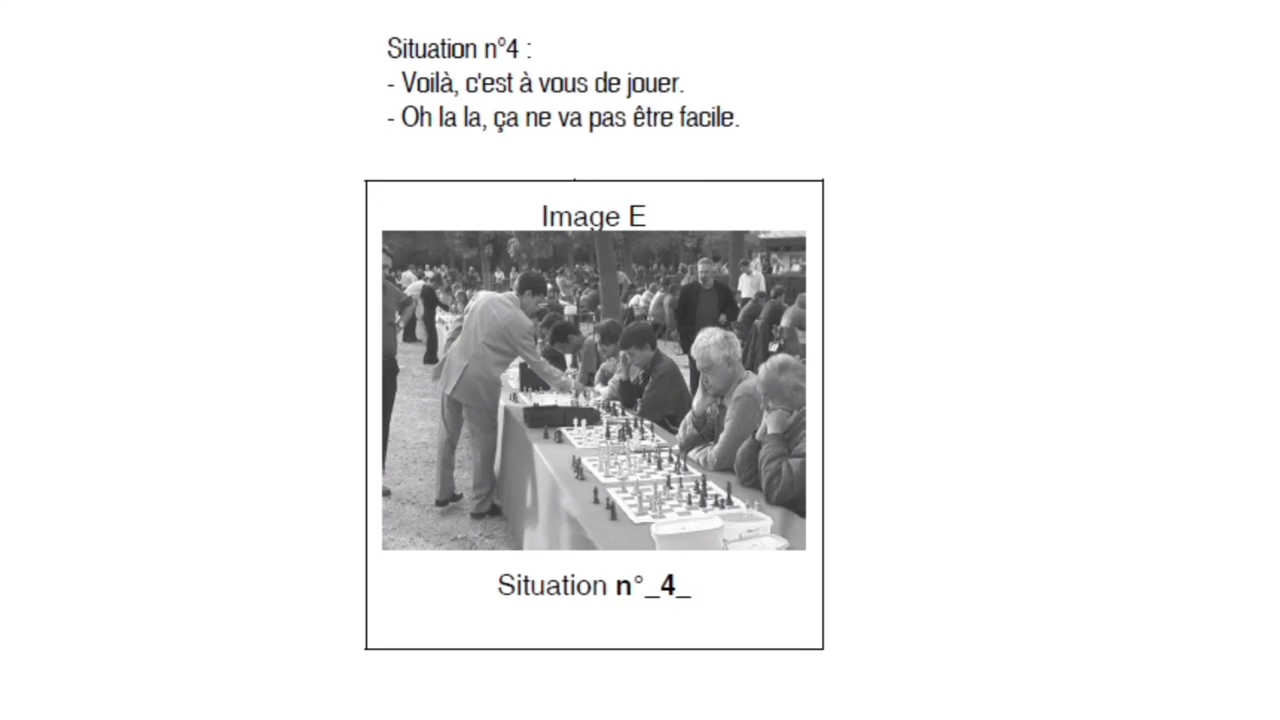 Situation n°4 :
- Voilà, c'est à vous de jouer.
- Oh la la, ça ne va pas être facile.
Image E
Situation n°_4_